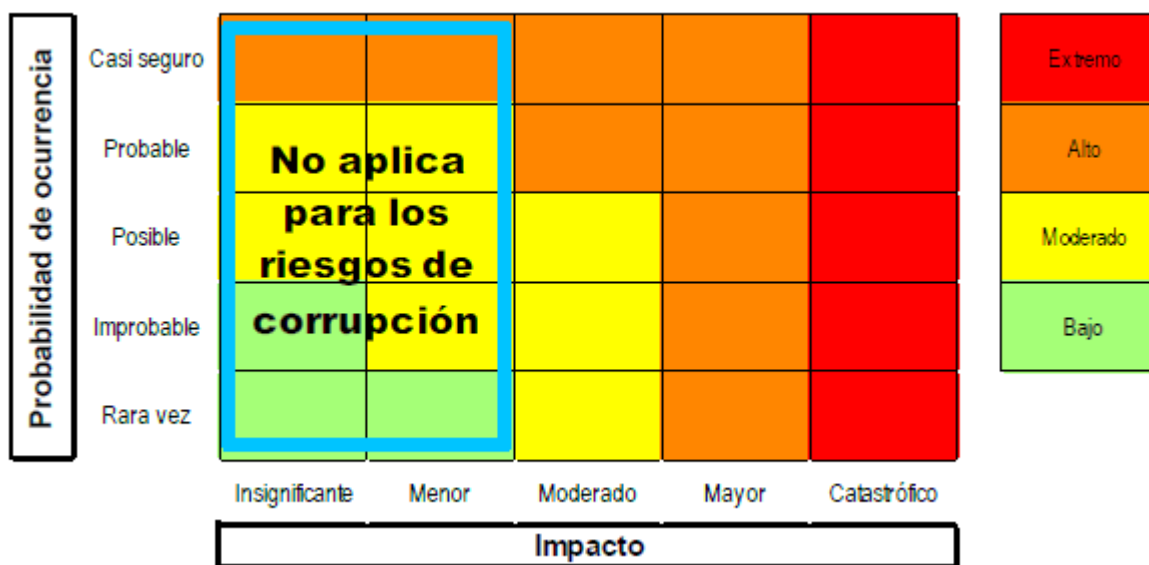 Probabilidad de ocurrencia
Casi seguro
Probable
Posible
Improbable
Rara vez
No aplica
para los
riesgos de
corrupción
Extremo
Alto
Moderado
Bajo
Insignificante
Menor
Moderado
Mayor
Catastrófico
Impacto